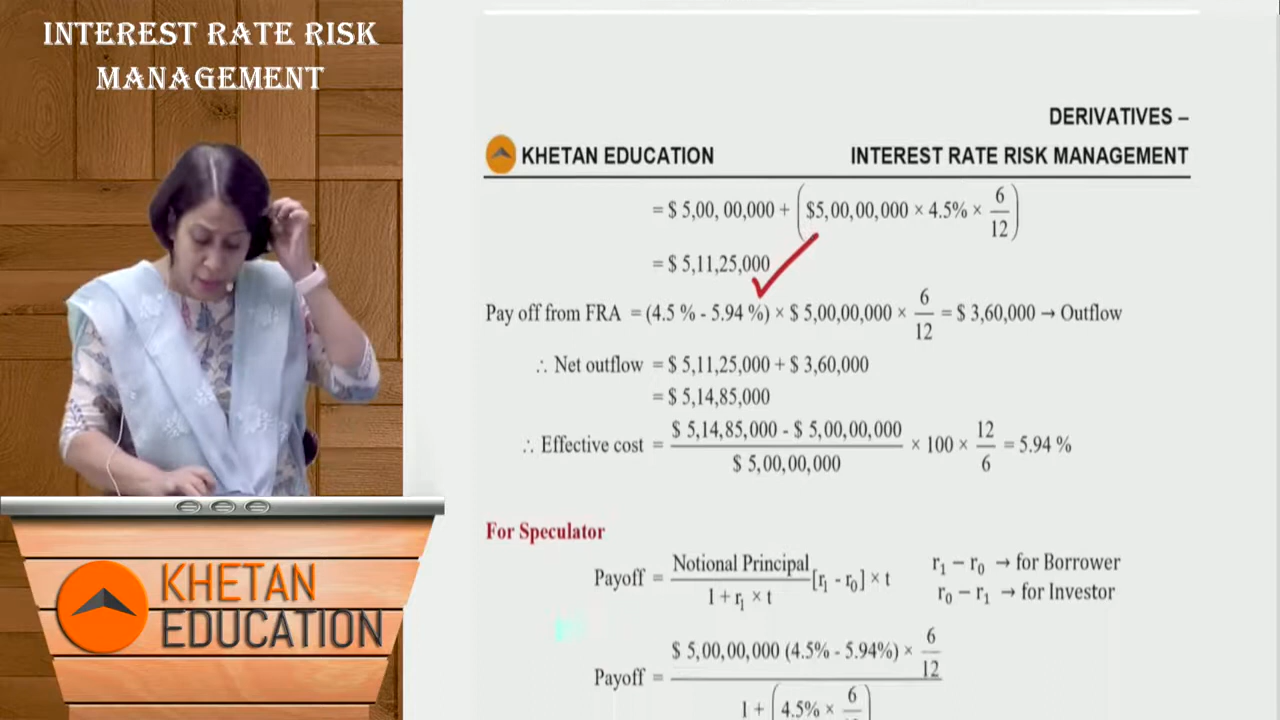 INTEREST RATE RISK
MANAGEMENT
DERIVATIVES –
KHETAN EDUCATION INTEREST RATE RISK MANAGEMENT
= $ 5,00, 00,000 + ($5,00,00,000 × 4.5% × 6/12)
= $ 5,11,25,000
Pay off from FRA = (4.5 % - 5.94 %) × $ 5,00,00,000 × 6/12 = $ 3,60,000 → Outflow
∴ Net outflow = $ 5,11,25,000 + $ 3,60,000
= $ 5,14,85,000
∴ Effective cost = $ 5,14,85,000 - $ 5,00,00,000 / $ 5,00,00,000 × 100 × 12/6 = 5.94 %
For Speculator
Payoff = Notional Principal / 1 + r₁ × t [r₁ - r₀] × t r₁ – r₀ → for Borrower
r₀ – r₁ → for Investor
Payoff = $ 5,00,00,000 (4.5% - 5.94%) × 6/12 / 1 + (4.5% × 6
KHETAN
EDUCATION